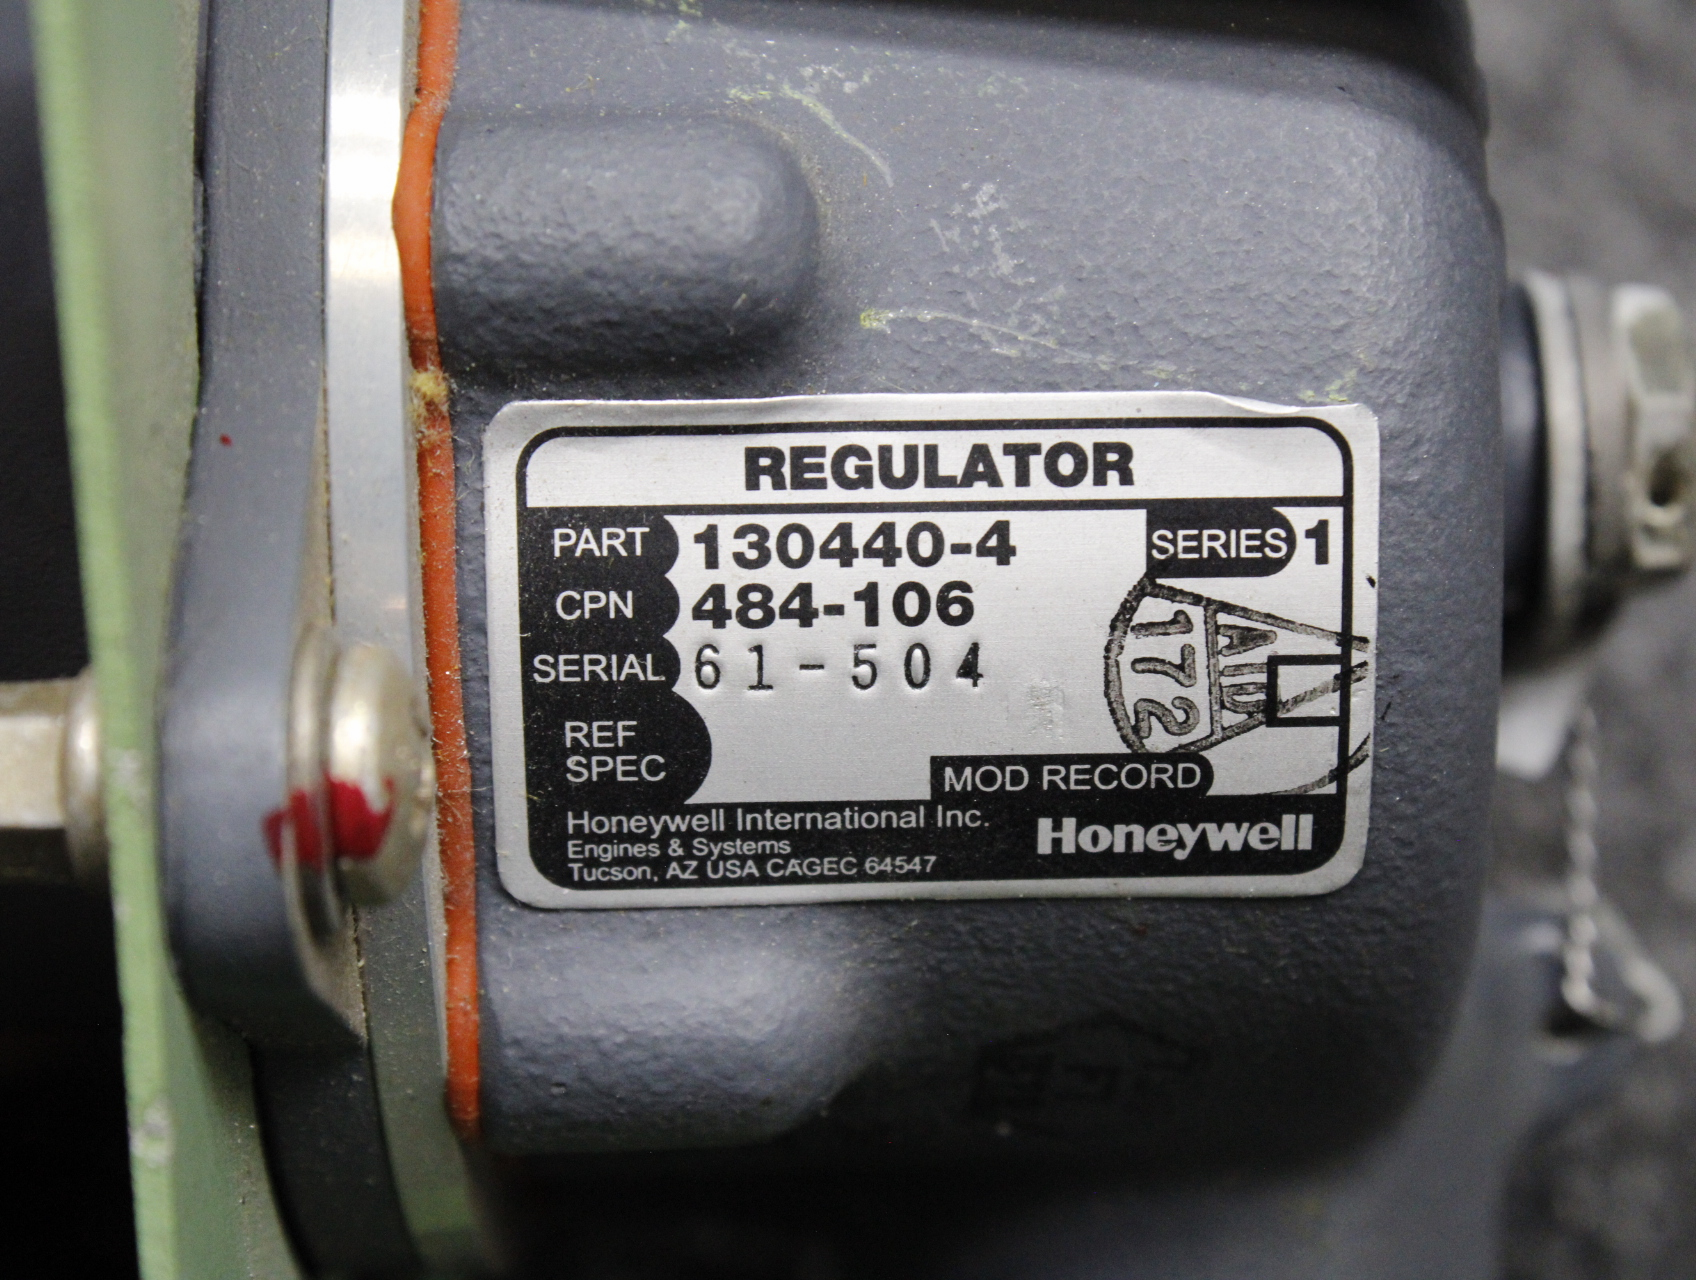 REGULATOR
PART 130440-4 SERIES 1
CPN 484-106
SERIAL 61-504
172
REF
SPEC
MOD RECORD
Honeywell International Inc.
Engines & Systems
Tucson, AZ USA CAGEC 64547
Honeywell